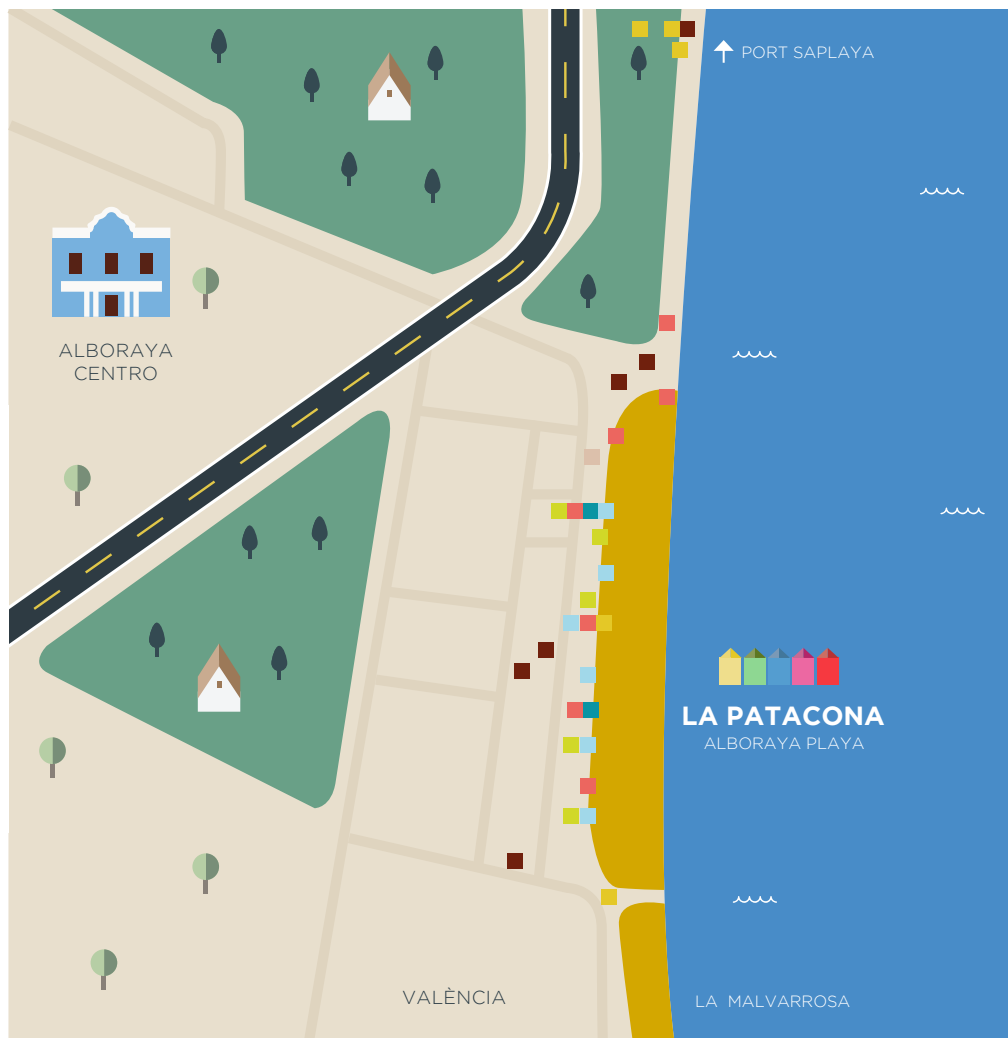 PORT SAPLAYA
ALBORAYA
CENTRO
LA PATACONA
ALBORAYA PLAYA
VALÈNCIA
LA MALVARROSA